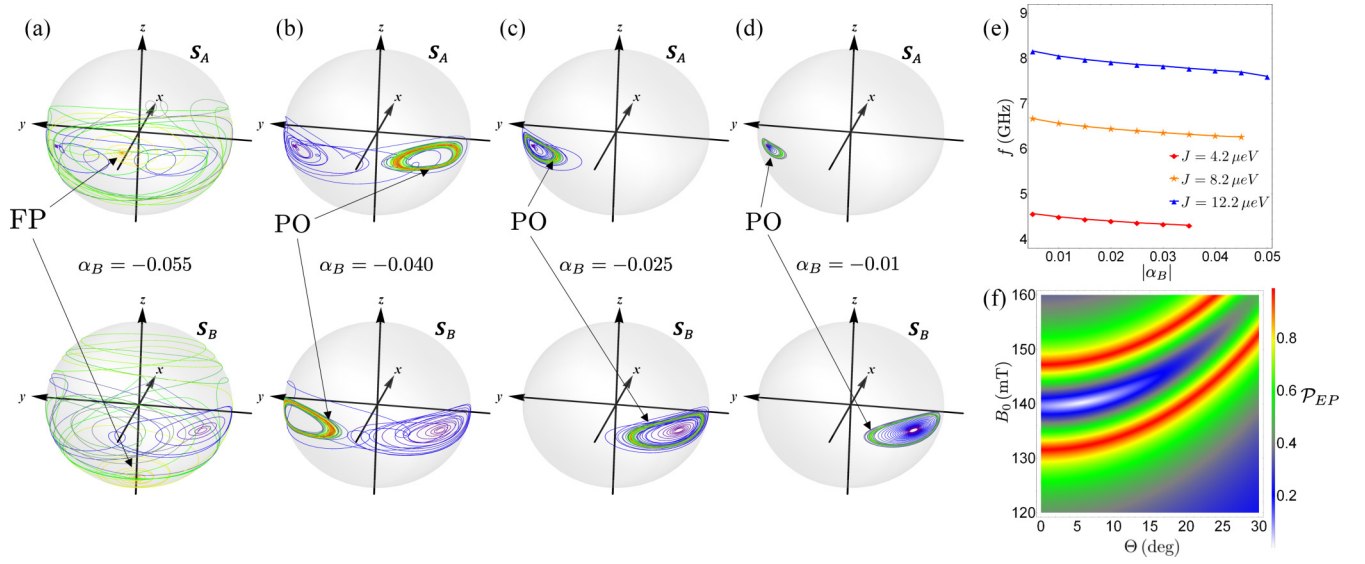 (a) (b) (c) (d) (e)
z z z z
S_A S_A S_A S_A
x x x x
y y y y
FP PO PO PO
α_B = −0.055 α_B = −0.040 α_B = −0.025 α_B = −0.01
z z z z
S_B S_B S_B S_B
x x x x
y y y y
9
8
7
6
5
4
f (GHz)
J = 4.2 μeV
J = 8.2 μeV
J = 12.2 μeV
0.01 0.02 0.03 0.04 0.05
|α_B|
(f)
160
150
140
130
120
B_0 (mT)
0 5 10 15 20 25 30
Θ (deg)
0.8
0.6
0.4
0.2
𝒫_EP